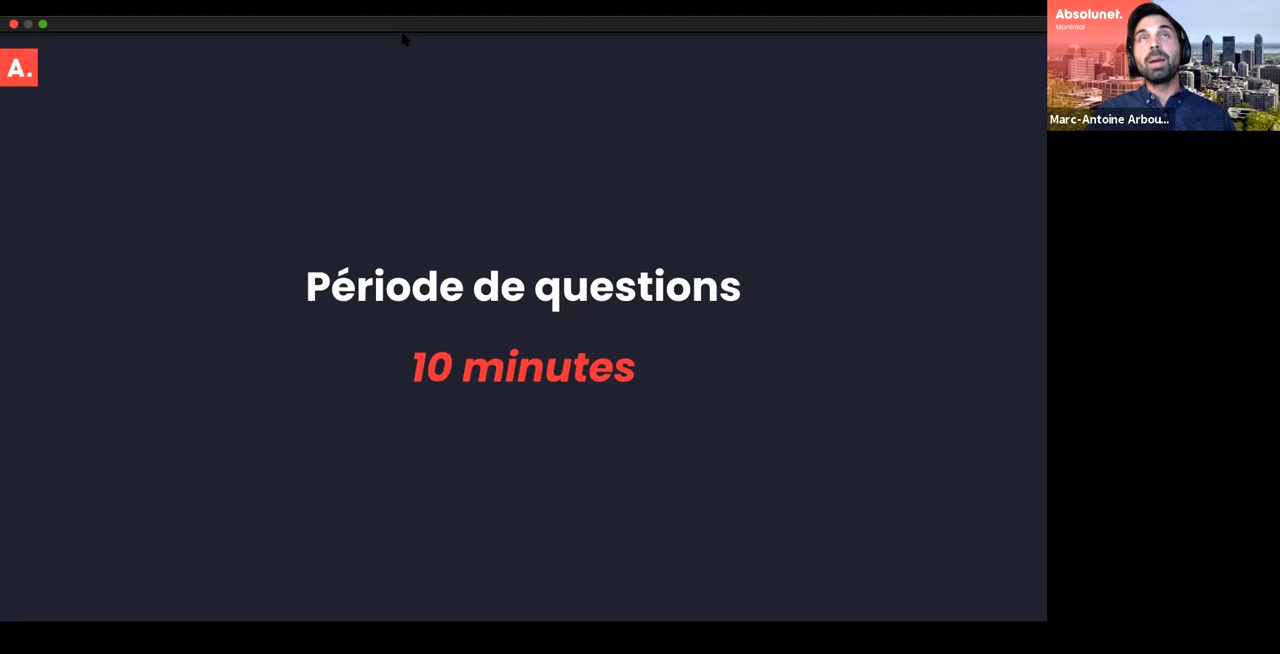 A.
Période de questions
10 minutes
Absolunet.
Montréal
Marc-Antoine Arbou...